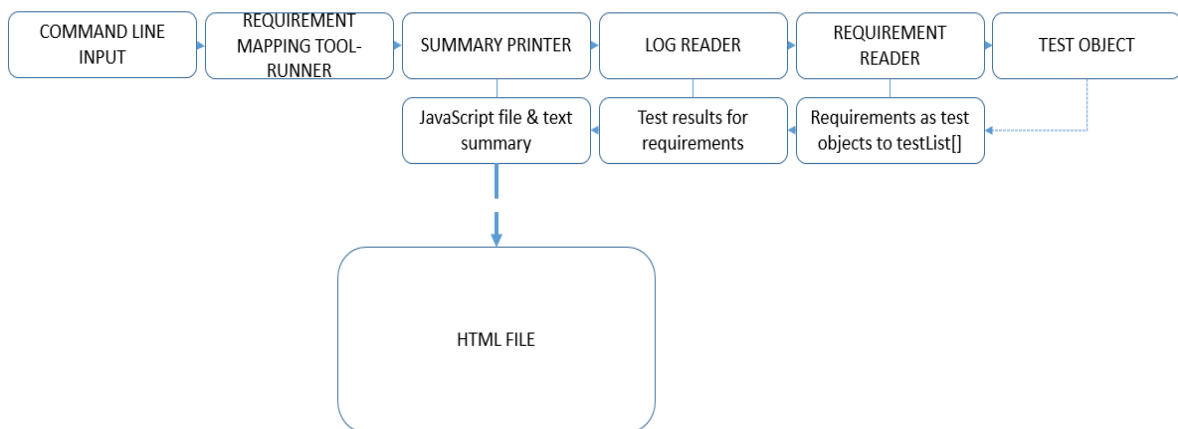 COMMAND LINE
INPUT
REQUIREMENT
MAPPING TOOL-
RUNNER
SUMMARY PRINTER
LOG READER
REQUIREMENT
READER
TEST OBJECT
JavaScript file & text
summary
Test results for
requirements
Requirements as test
objects to testList[]
HTML FILE